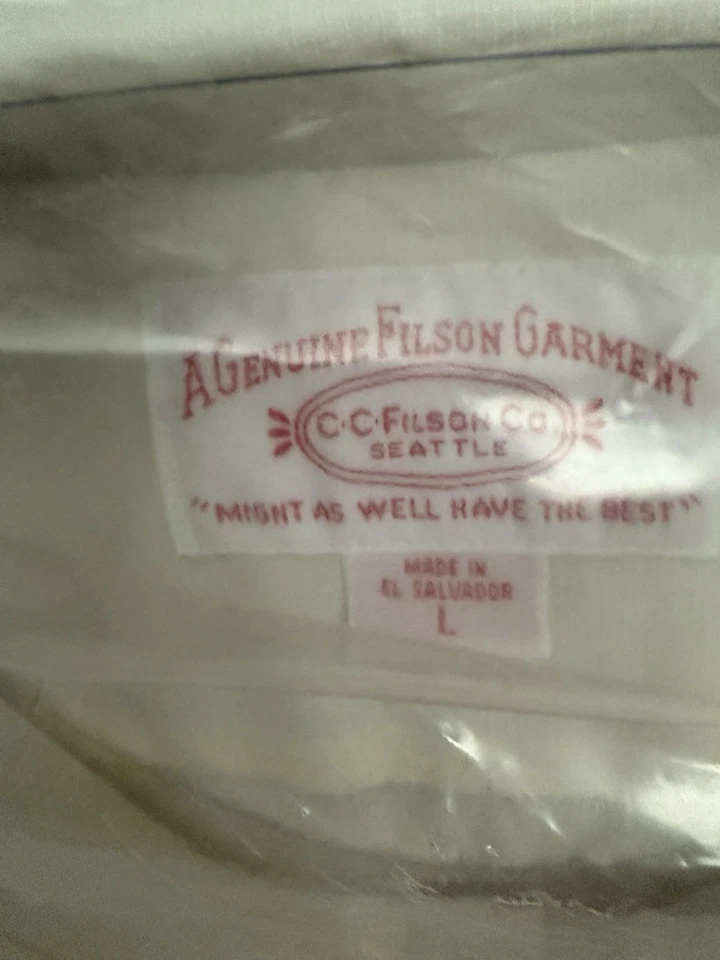 A GENUINE FILSON GARMENT
C·C·FILSON CO.
SEATTLE
"MIGHT AS WELL HAVE THE BEST"
MADE IN
EL SALVADOR
L